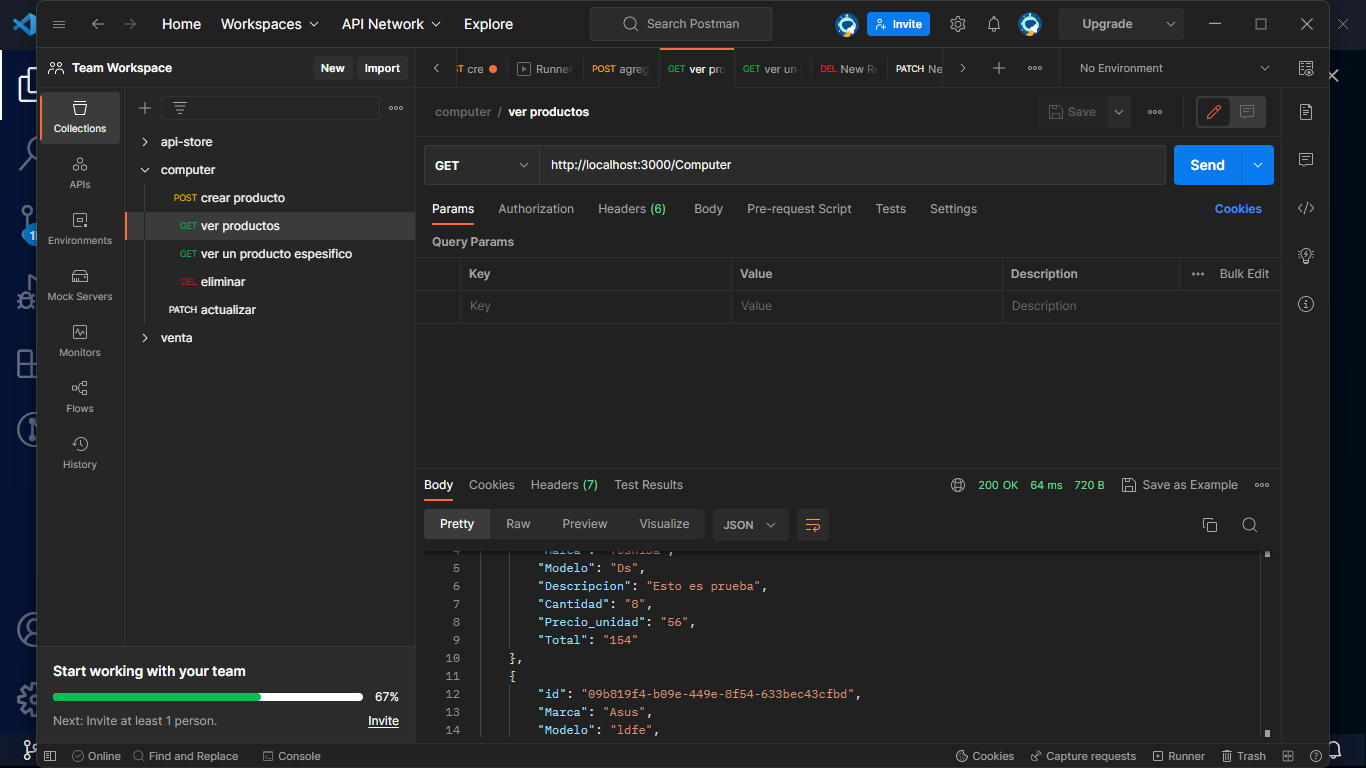 Home Workspaces API Network Explore Search Postman Invite Upgrade
Team Workspace New Import
cre Runner POST agreg GET ver pro GET ver un DEL New Re PATCH Ne No Environment
Collections
APIs
Environments
Mock Servers
Monitors
Flows
History
api-store
computer
POST crear producto
GET ver productos
GET ver un producto espesifico
DEL eliminar
PATCH actualizar
venta
Start working with your team
67%
Next: Invite at least 1 person. Invite
computer / ver productos Save
GET http://localhost:3000/Computer Send
Params Authorization Headers (6) Body Pre-request Script Tests Settings Cookies
Query Params
Key Value Description Bulk Edit
Key Value Description
Body Cookies Headers (7) Test Results 200 OK 64 ms 720 B Save as Example
Pretty Raw Preview Visualize JSON
4 "Marca": "Toshiba",
5 "Modelo": "Ds",
6 "Descripcion": "Esto es prueba",
7 "Cantidad": "8",
8 "Precio_unidad": "56",
9 "Total": "154"
10 },
11 {
12 "id": "09b819f4-b09e-449e-8f54-633bec43cfbd",
13 "Marca": "Asus",
14 "Modelo": "ldfe",
Online Find and Replace Console Cookies Capture requests Runner Trash